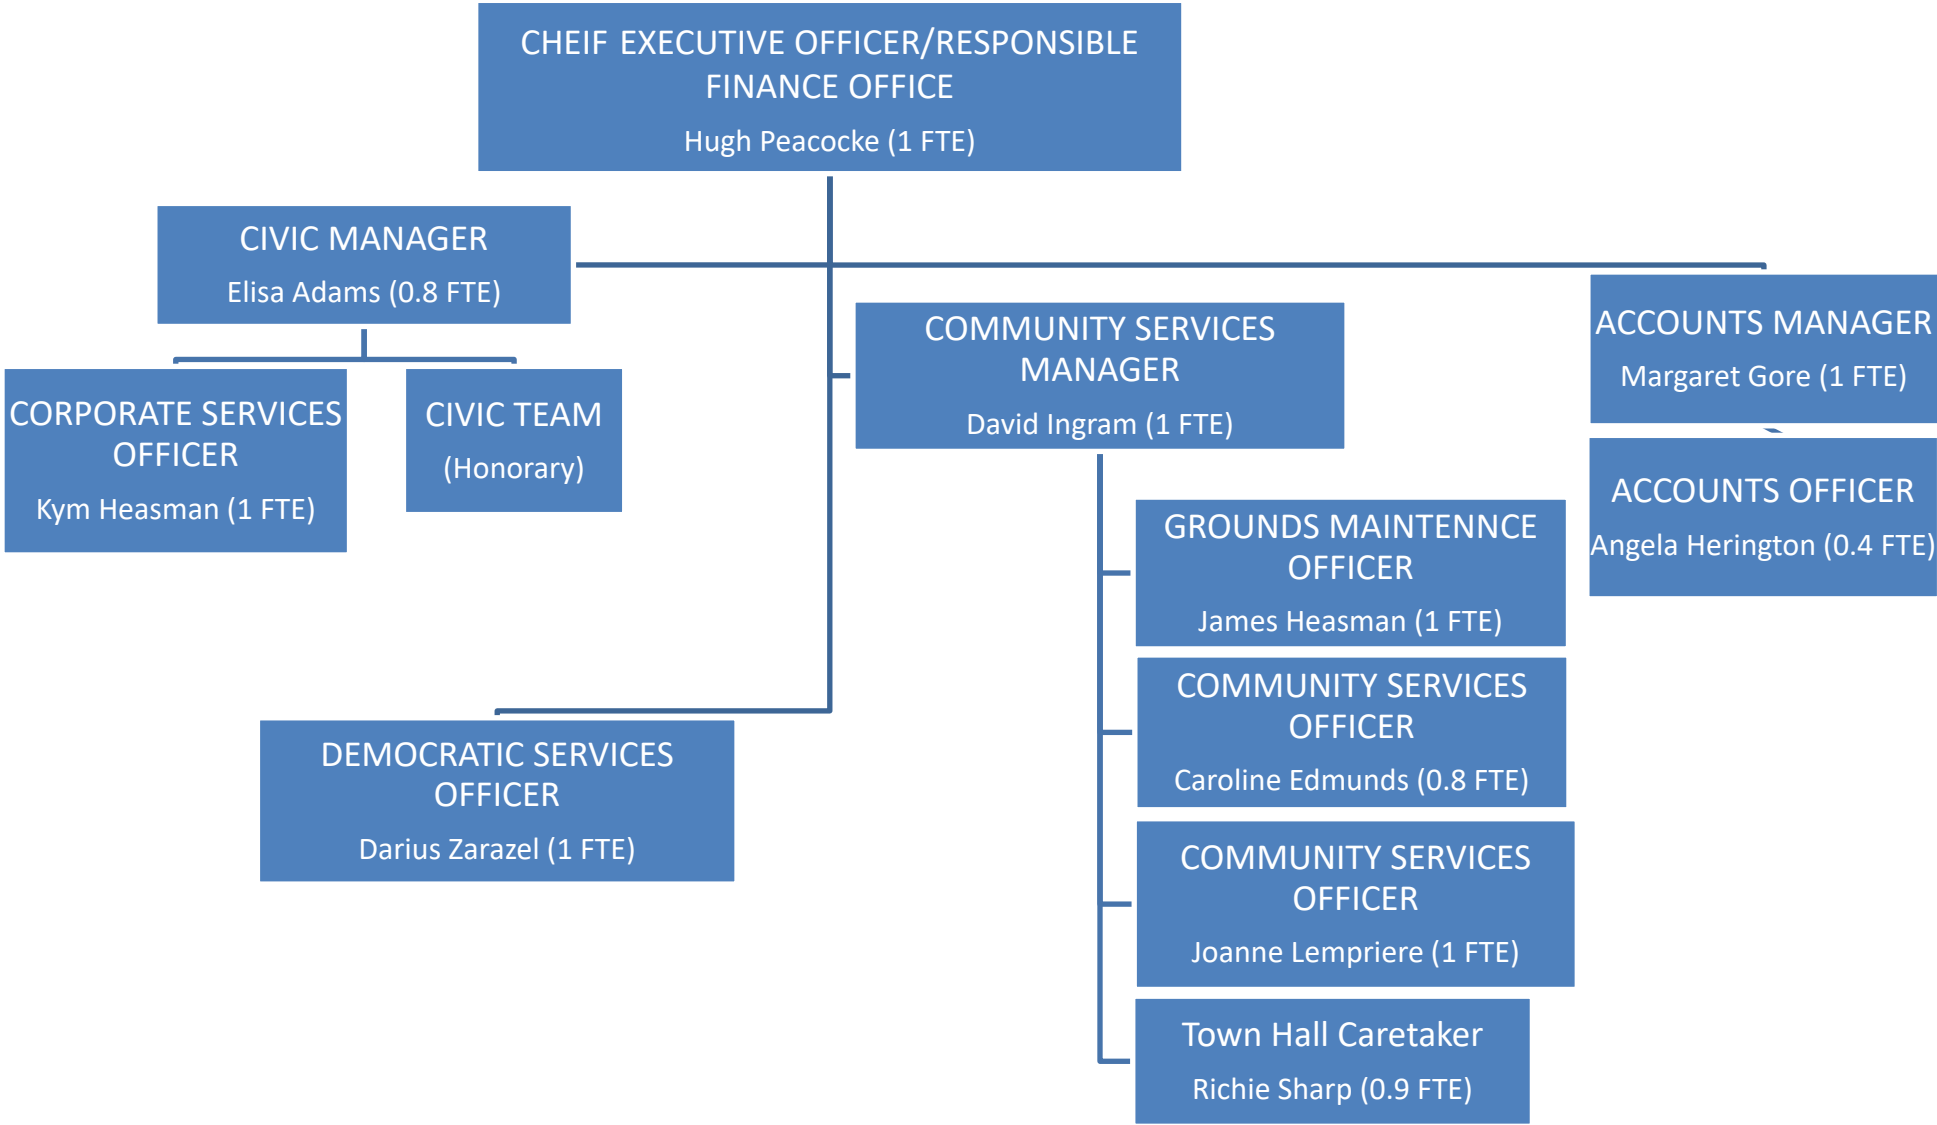 CHEIF EXECUTIVE OFFICER/RESPONSIBLE
FINANCE OFFICE
Hugh Peacocke (1 FTE)
CIVIC MANAGER
Elisa Adams (0.8 FTE)
CORPORATE SERVICES
OFFICER
Kym Heasman (1 FTE)
CIVIC TEAM
(Honorary)
COMMUNITY SERVICES
MANAGER
David Ingram (1 FTE)
ACCOUNTS MANAGER
Margaret Gore (1 FTE)
ACCOUNTS OFFICER
Angela Herington (0.4 FTE)
GROUNDS MAINTENNCE
OFFICER
James Heasman (1 FTE)
COMMUNITY SERVICES
OFFICER
Caroline Edmunds (0.8 FTE)
DEMOCRATIC SERVICES
OFFICER
Darius Zarazel (1 FTE)
COMMUNITY SERVICES
OFFICER
Joanne Lempriere (1 FTE)
Town Hall Caretaker
Richie Sharp (0.9 FTE)